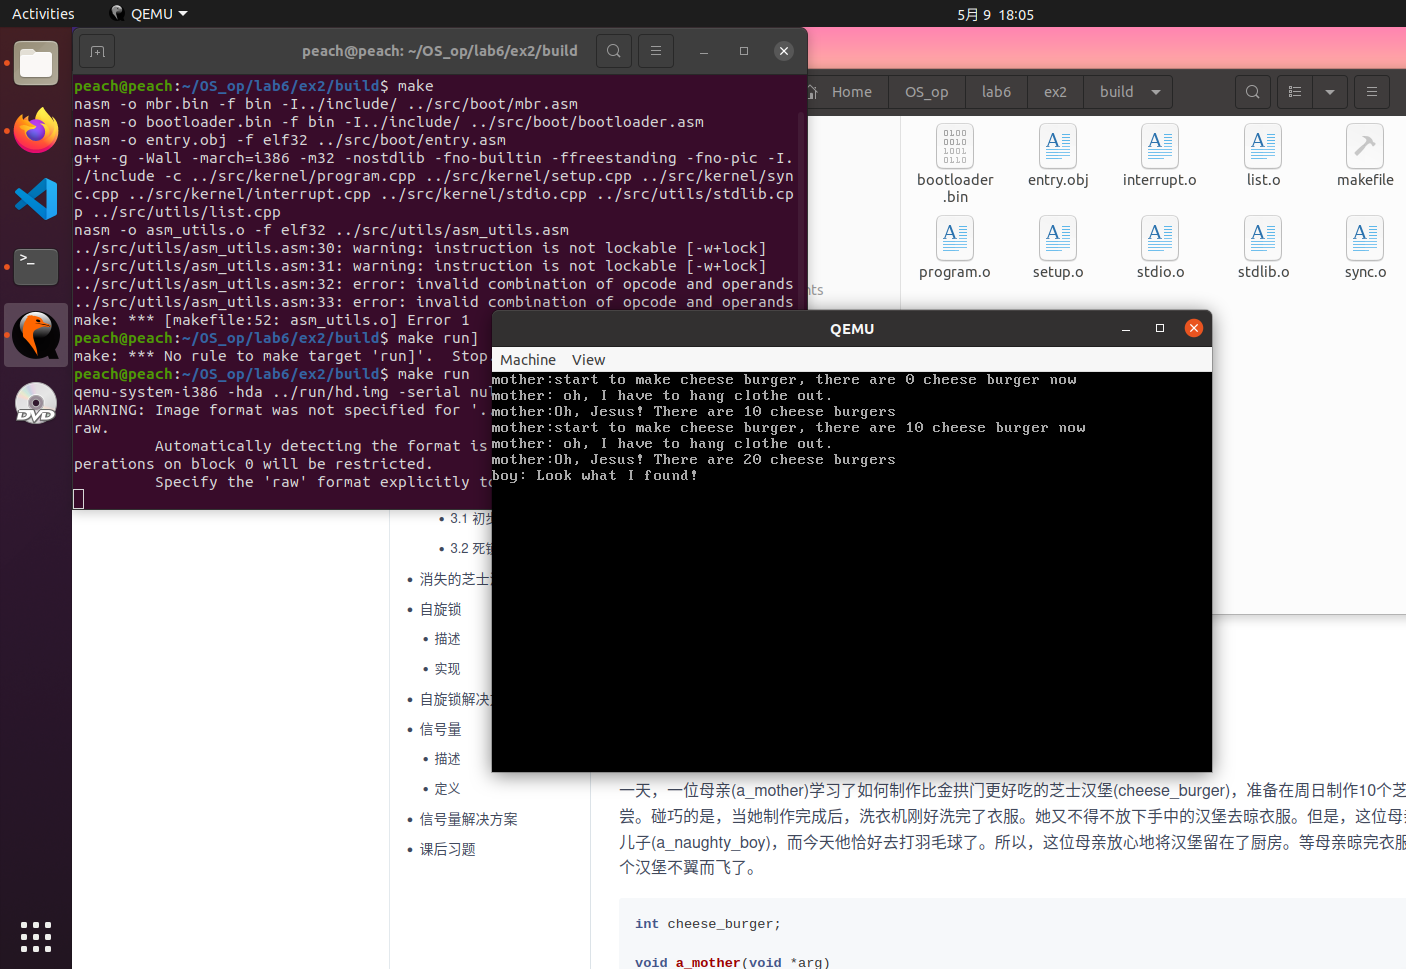 Activities
QEMU
5月 9 18:05
peach@peach: ~/OS_op/lab6/ex2/build
peach@peach:~/OS_op/lab6/ex2/build$ make
nasm -o mbr.bin -f bin -I../include/ ../src/boot/mbr.asm
nasm -o bootloader.bin -f bin -I../include/ ../src/boot/bootloader.asm
nasm -o entry.obj -f elf32 ../src/boot/entry.asm
g++ -g -Wall -march=i386 -m32 -nostdlib -fno-builtin -ffreestanding -fno-pic -I.
./include -c ../src/kernel/program.cpp ../src/kernel/setup.cpp ../src/kernel/syn
c.cpp ../src/kernel/interrupt.cpp ../src/kernel/stdio.cpp ../src/utils/stdlib.cp
p ../src/utils/list.cpp
nasm -o asm_utils.o -f elf32 ../src/utils/asm_utils.asm
../src/utils/asm_utils.asm:30: warning: instruction is not lockable [-w+lock]
../src/utils/asm_utils.asm:31: warning: instruction is not lockable [-w+lock]
../src/utils/asm_utils.asm:32: error: invalid combination of opcode and operands
../src/utils/asm_utils.asm:33: error: invalid combination of opcode and operands
make: *** [makefile:52: asm_utils.o] Error 1
peach@peach:~/OS_op/lab6/ex2/build$ make run]
make: *** No rule to make target 'run]'.  Stop
peach@peach:~/OS_op/lab6/ex2/build$ make run
qemu-system-i386 -hda ../run/hd.img -serial nul
WARNING: Image format was not specified for '..
raw.
Automatically detecting the format is
perations on block 0 will be restricted.
Specify the 'raw' format explicitly to
Home
OS_op
lab6
ex2
build
bootloader
.bin
entry.obj
interrupt.o
list.o
makefile
program.o
setup.o
stdio.o
stdlib.o
sync.o
nts
QEMU
Machine View
mother:start to make cheese burger, there are 0 cheese burger now
mother: oh, I have to hang clothe out.
mother:Oh, Jesus! There are 10 cheese burgers
mother:start to make cheese burger, there are 10 cheese burger now
mother: oh, I have to hang clothe out.
mother:Oh, Jesus! There are 20 cheese burgers
boy: Look what I found!
3.1 初步
3.2 死锁
消失的芝士
自旋锁
描述
实现
自旋锁解决
信号量
描述
定义
信号量解决方案
课后习题
一天，一位母亲(a_mother)学习了如何制作比金拱门更好吃的芝士汉堡(cheese_burger)，准备在周日制作10个芝
尝。碰巧的是，当她制作完成后，洗衣机刚好洗完了衣服。她又不得不放下手中的汉堡去晾衣服。但是，这位母亲
儿子(a_naughty_boy)，而今天他恰好去打羽毛球了。所以，这位母亲放心地将汉堡留在了厨房。等母亲晾完衣服
个汉堡不翼而飞了。
int cheese_burger;
void a_mother(void *arg)
DVD